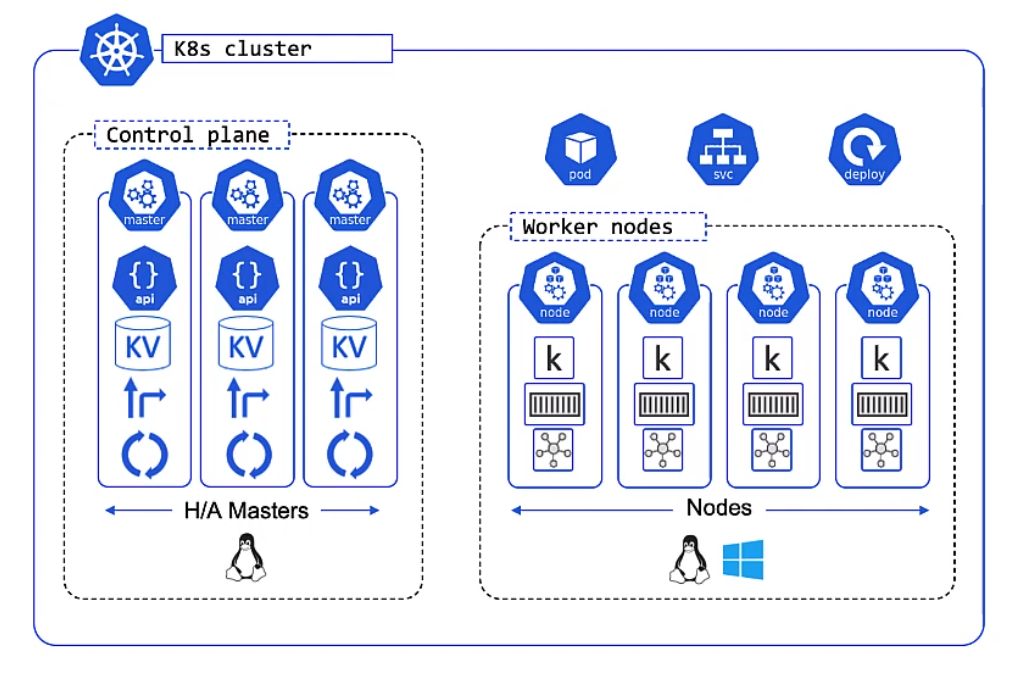 K8s cluster
Control plane
master master master
api api api
KV KV KV
H/A Masters
pod svc deploy
Worker nodes
node node node node
k k k k
Nodes